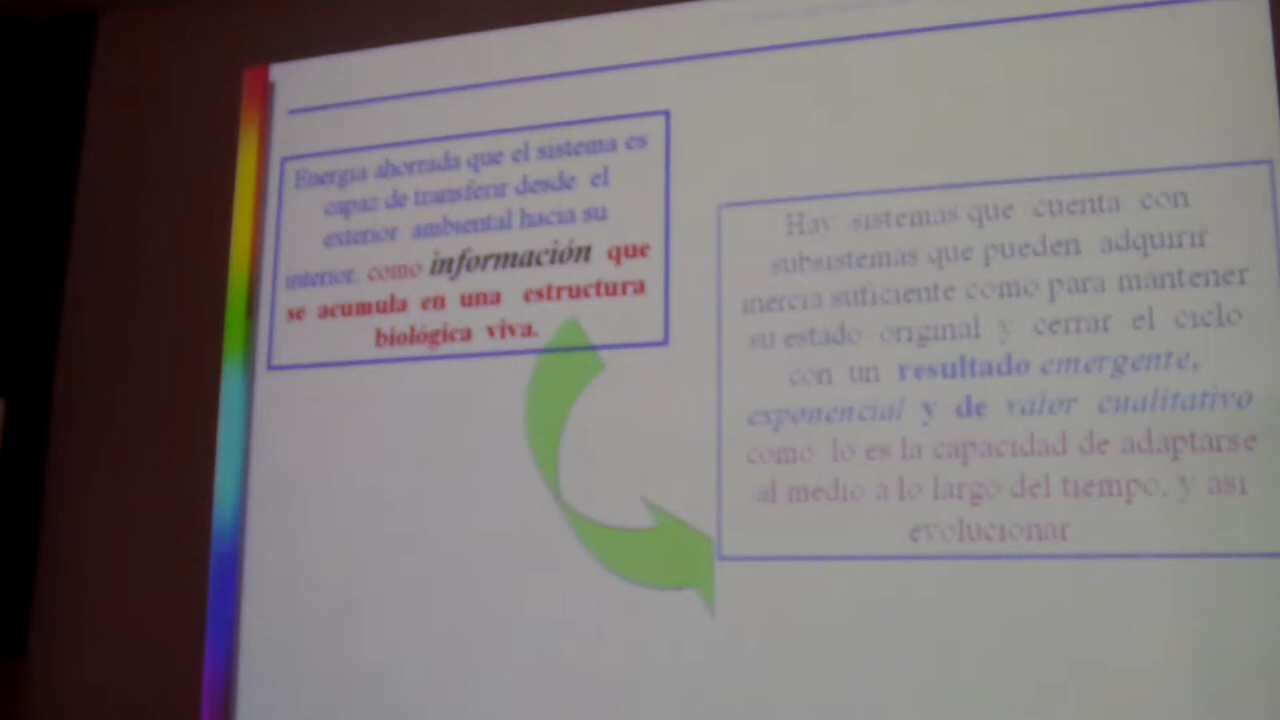 Energía ahorrada que el sistema es
capaz de transferir desde el
exterior ambiental hacia su
interior, como información que
se acumula en una estructura
biológica viva.
Hay sistemas que cuenta con
subsistemas que pueden adquirir
inercia suficiente como para mantener
su estado original y cerrar el ciclo
con un resultado emergente,
exponencial y de valor cualitativo
como lo es la capacidad de adaptarse
al medio a lo largo del tiempo, y así
evolucionar